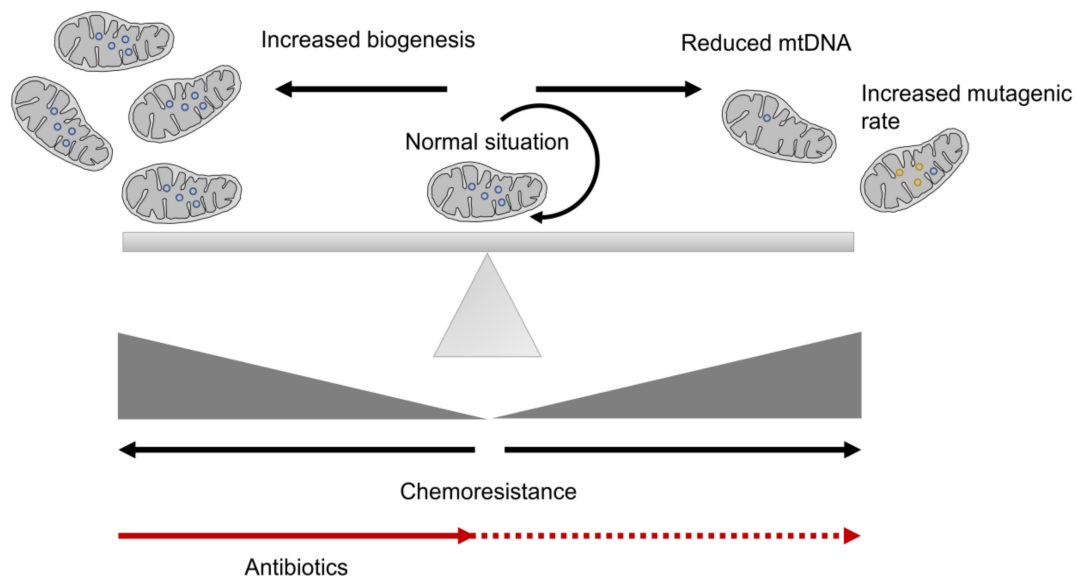 Increased biogenesis
Reduced mtDNA
Increased mutagenic
rate
Normal situation
Chemoresistance
Antibiotics